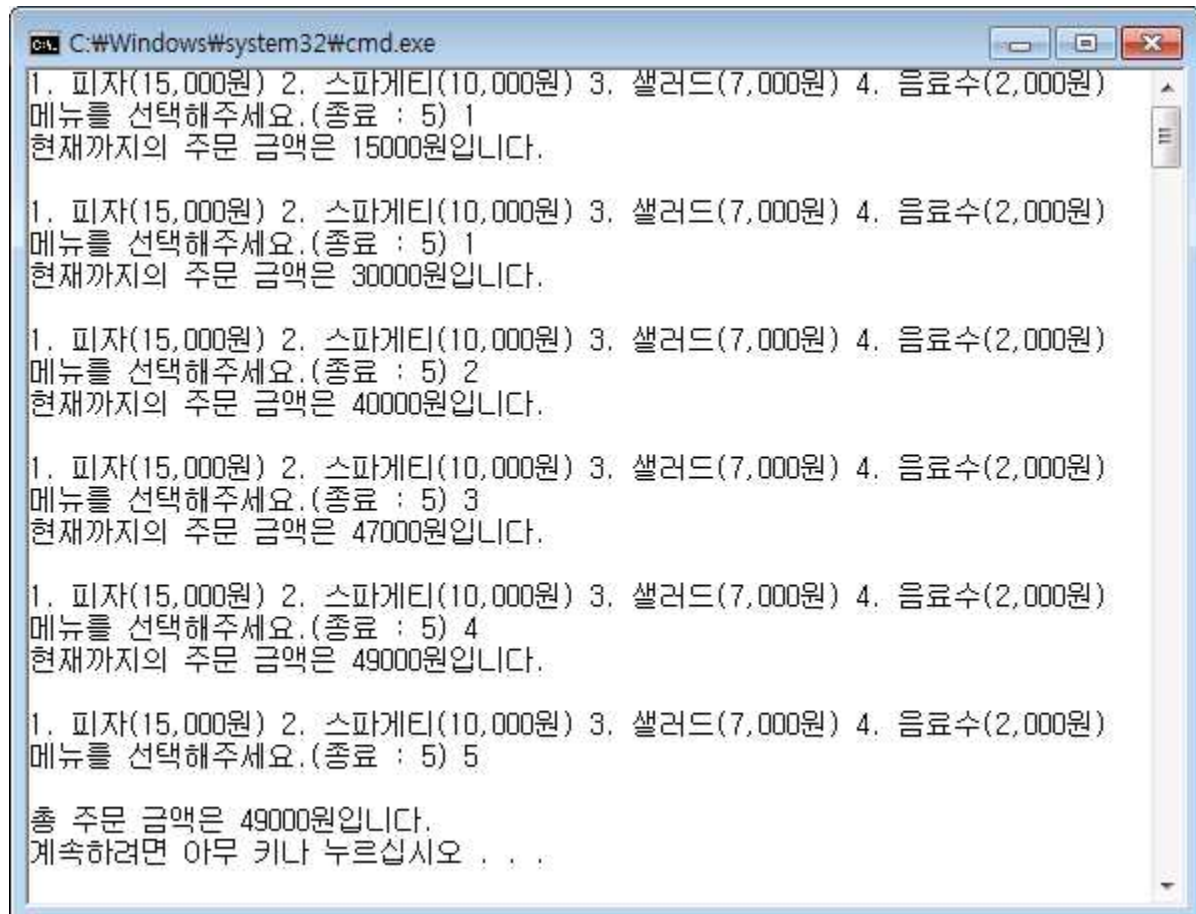 C:₩Windows₩system32₩cmd.exe
1. 피자(15,000원) 2. 스파게티(10,000원) 3. 샐러드(7,000원) 4. 음료수(2,000원)
메뉴를 선택해주세요.(종료 : 5) 1
현재까지의 주문 금액은 15000원입니다.
1. 피자(15,000원) 2. 스파게티(10,000원) 3. 샐러드(7,000원) 4. 음료수(2,000원)
메뉴를 선택해주세요.(종료 : 5) 1
현재까지의 주문 금액은 30000원입니다.
1. 피자(15,000원) 2. 스파게티(10,000원) 3. 샐러드(7,000원) 4. 음료수(2,000원)
메뉴를 선택해주세요.(종료 : 5) 2
현재까지의 주문 금액은 40000원입니다.
1. 피자(15,000원) 2. 스파게티(10,000원) 3. 샐러드(7,000원) 4. 음료수(2,000원)
메뉴를 선택해주세요.(종료 : 5) 3
현재까지의 주문 금액은 47000원입니다.
1. 피자(15,000원) 2. 스파게티(10,000원) 3. 샐러드(7,000원) 4. 음료수(2,000원)
메뉴를 선택해주세요.(종료 : 5) 4
현재까지의 주문 금액은 49000원입니다.
1. 피자(15,000원) 2. 스파게티(10,000원) 3. 샐러드(7,000원) 4. 음료수(2,000원)
메뉴를 선택해주세요.(종료 : 5) 5
총 주문 금액은 49000원입니다.
계속하려면 아무 키나 누르십시오 . . .